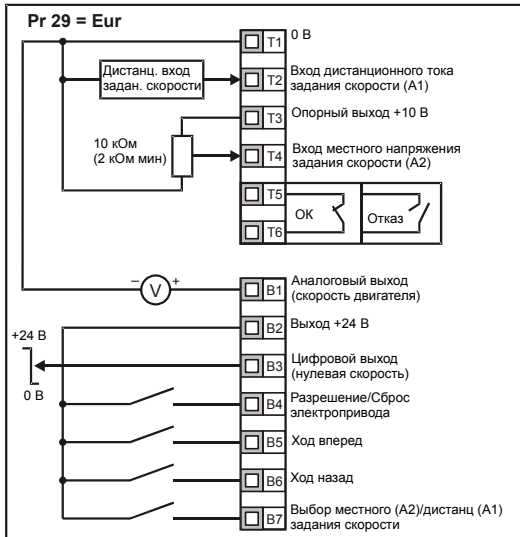 Pr 29 = Eur
T1
0 В
Дистанц. вход
задан. скорости
T2
Вход дистанционного тока
задания скорости (A1)
T3
Опорный выход +10 В
10 кОм
(2 кОм мин)
T4
Вход местного напряжения
задания скорости (A2)
T5
T6
ОК
Отказ
– V +
B1
Аналоговый выход
(скорость двигателя)
B2
Выход +24 В
+24 В
0 В
B3
Цифровой выход
(нулевая скорость)
B4
Разрешение/Сброс
электропривода
B5
Ход вперед
B6
Ход назад
B7
Выбор местного (A2)/дистанц (A1)
задания скорости